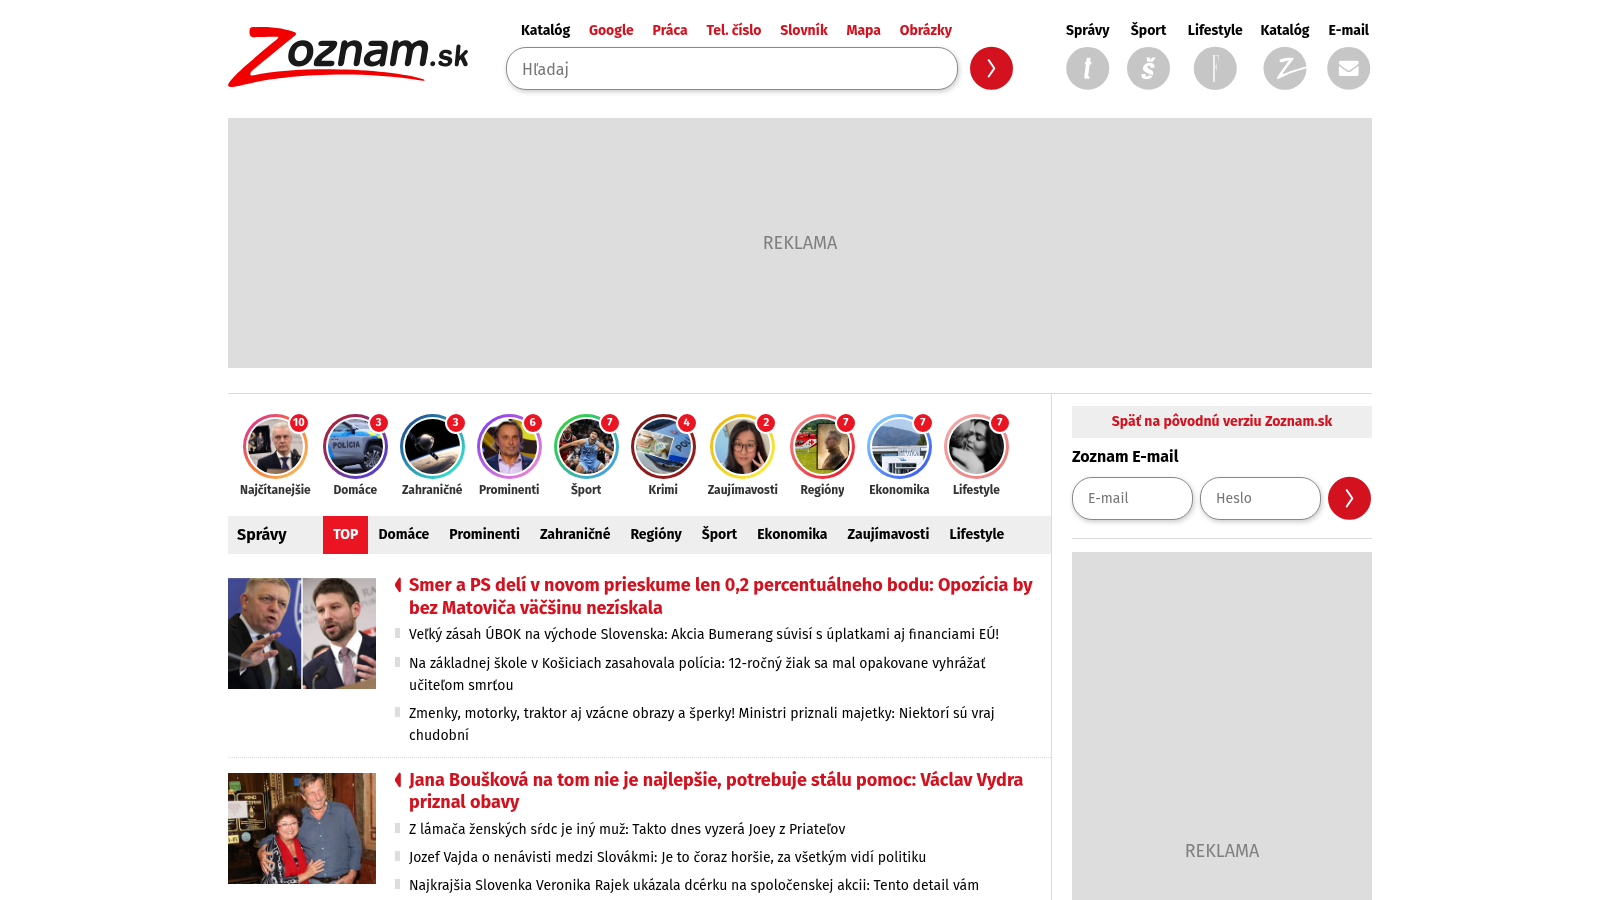 Zoznam.sk
Katalóg Google Práca Tel. číslo Slovník Mapa Obrázky
Hľadaj
Správy Šport Lifestyle Katalóg E-mail
REKLAMA
10 3 3 6 7 4 2 7 7 7
POLÍCIA
Najčítanejšie Domáce Zahraničné Prominenti Šport Krimi Zaujímavosti Regióny Ekonomika Lifestyle
Späť na pôvodnú verziu Zoznam.sk
Zoznam E-mail
E-mail Heslo
Správy TOP Domáce Prominenti Zahraničné Regióny Šport Ekonomika Zaujímavosti Lifestyle
Smer a PS delí v novom prieskume len 0,2 percentuálneho bodu: Opozícia by
bez Matoviča väčšinu nezískala
Veľký zásah ÚBOK na východe Slovenska: Akcia Bumerang súvisí s úplatkami aj financiami EÚ!
Na základnej škole v Košiciach zasahovala polícia: 12-ročný žiak sa mal opakovane vyhrážať
učiteľom smrťou
Zmenky, motorky, traktor aj vzácne obrazy a šperky! Ministri priznali majetky: Niektorí sú vraj
chudobní
Jana Boušková na tom nie je najlepšie, potrebuje stálu pomoc: Václav Vydra
priznal obavy
Z lámača ženských sŕdc je iný muž: Takto dnes vyzerá Joey z Priateľov
Jozef Vajda o nenávisti medzi Slovákmi: Je to čoraz horšie, za všetkým vidí politiku
Najkrajšia Slovenka Veronika Rajek ukázala dcérku na spoločenskej akcii: Tento detail vám
REKLAMA